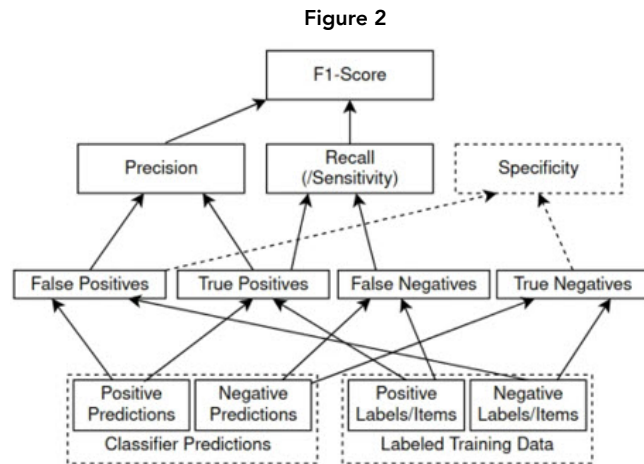 Figure 2
F1-Score
Precision
Recall
(/Sensitivity)
Specificity
False Positives
True Positives
False Negatives
True Negatives
Positive
Predictions
Negative
Predictions
Positive
Labels/Items
Negative
Labels/Items
Classifier Predictions
Labeled Training Data